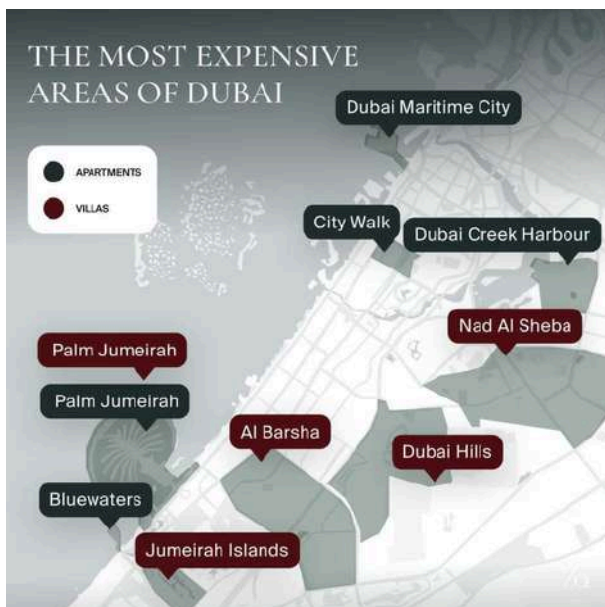 THE MOST EXPENSIVE
AREAS OF DUBAI
APARTMENTS
VILLAS
Dubai Maritime City
City Walk
Dubai Creek Harbour
Nad Al Sheba
Palm Jumeirah
Palm Jumeirah
Al Barsha
Dubai Hills
Bluewaters
Jumeirah Islands